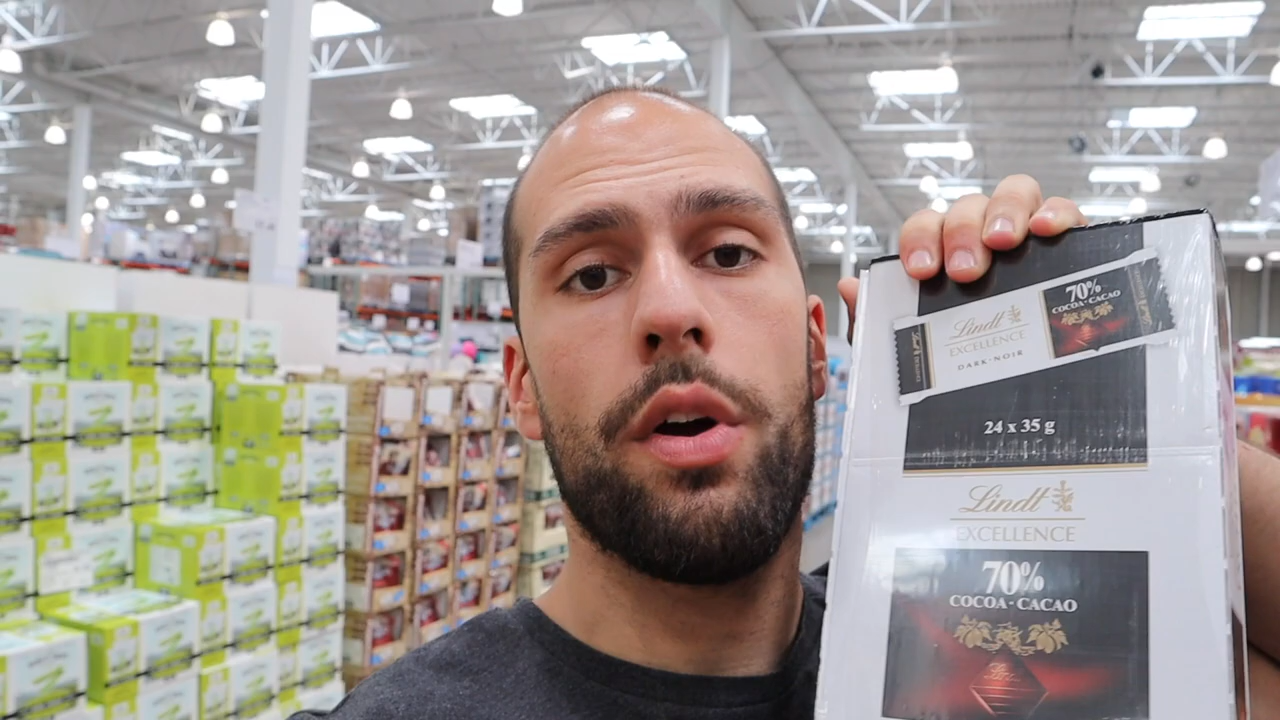 70%
COCOA-CACAO
Lindt
EXCELLENCE
DARK·NOIR
24 x 35 g
Lindt
EXCELLENCE
70%
COCOA-CACAO